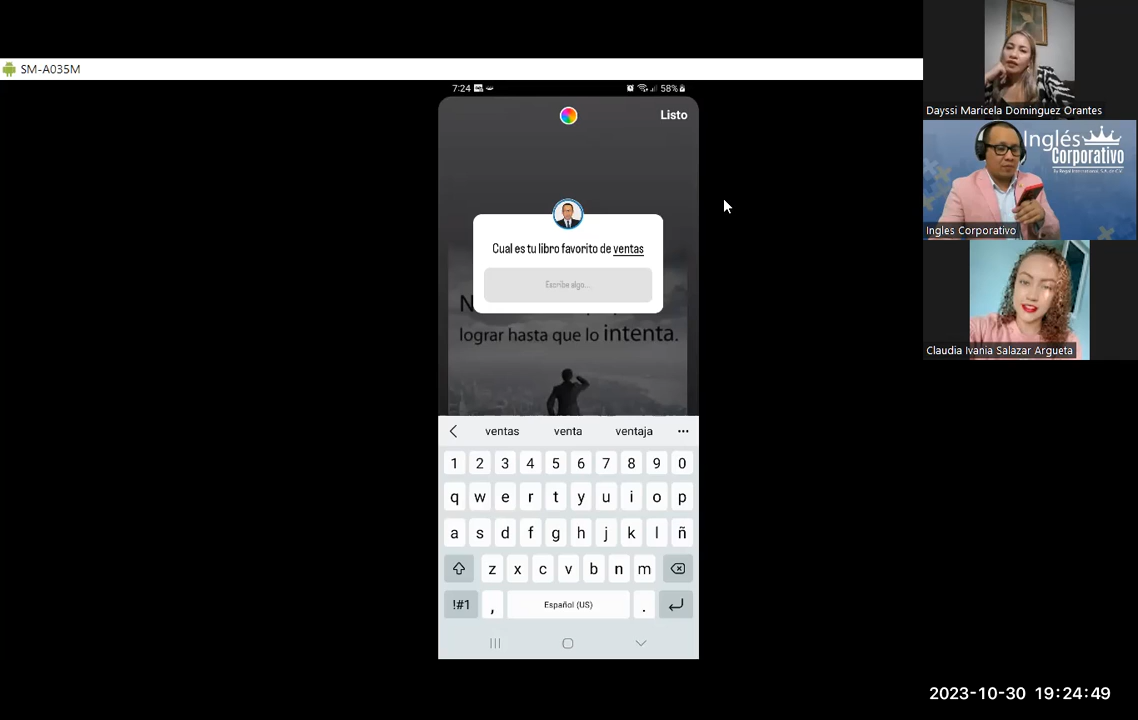 SM-A035M
7:24
58%
Listo
Cual es tu libro favorito de ventas
Escribe algo...
N
lograr hasta que lo intenta.
ventas venta ventaja ...
1 2 3 4 5 6 7 8 9 0
q w e r t y u i o p
a s d f g h j k l ñ
z x c v b n m
!#1 , Español (US) .
Dayssi Maricela Dominguez Orantes
Inglés
Corporativo
Ingles Corporativo
Claudia Ivania Salazar Argueta
2023-10-30 19:24:49